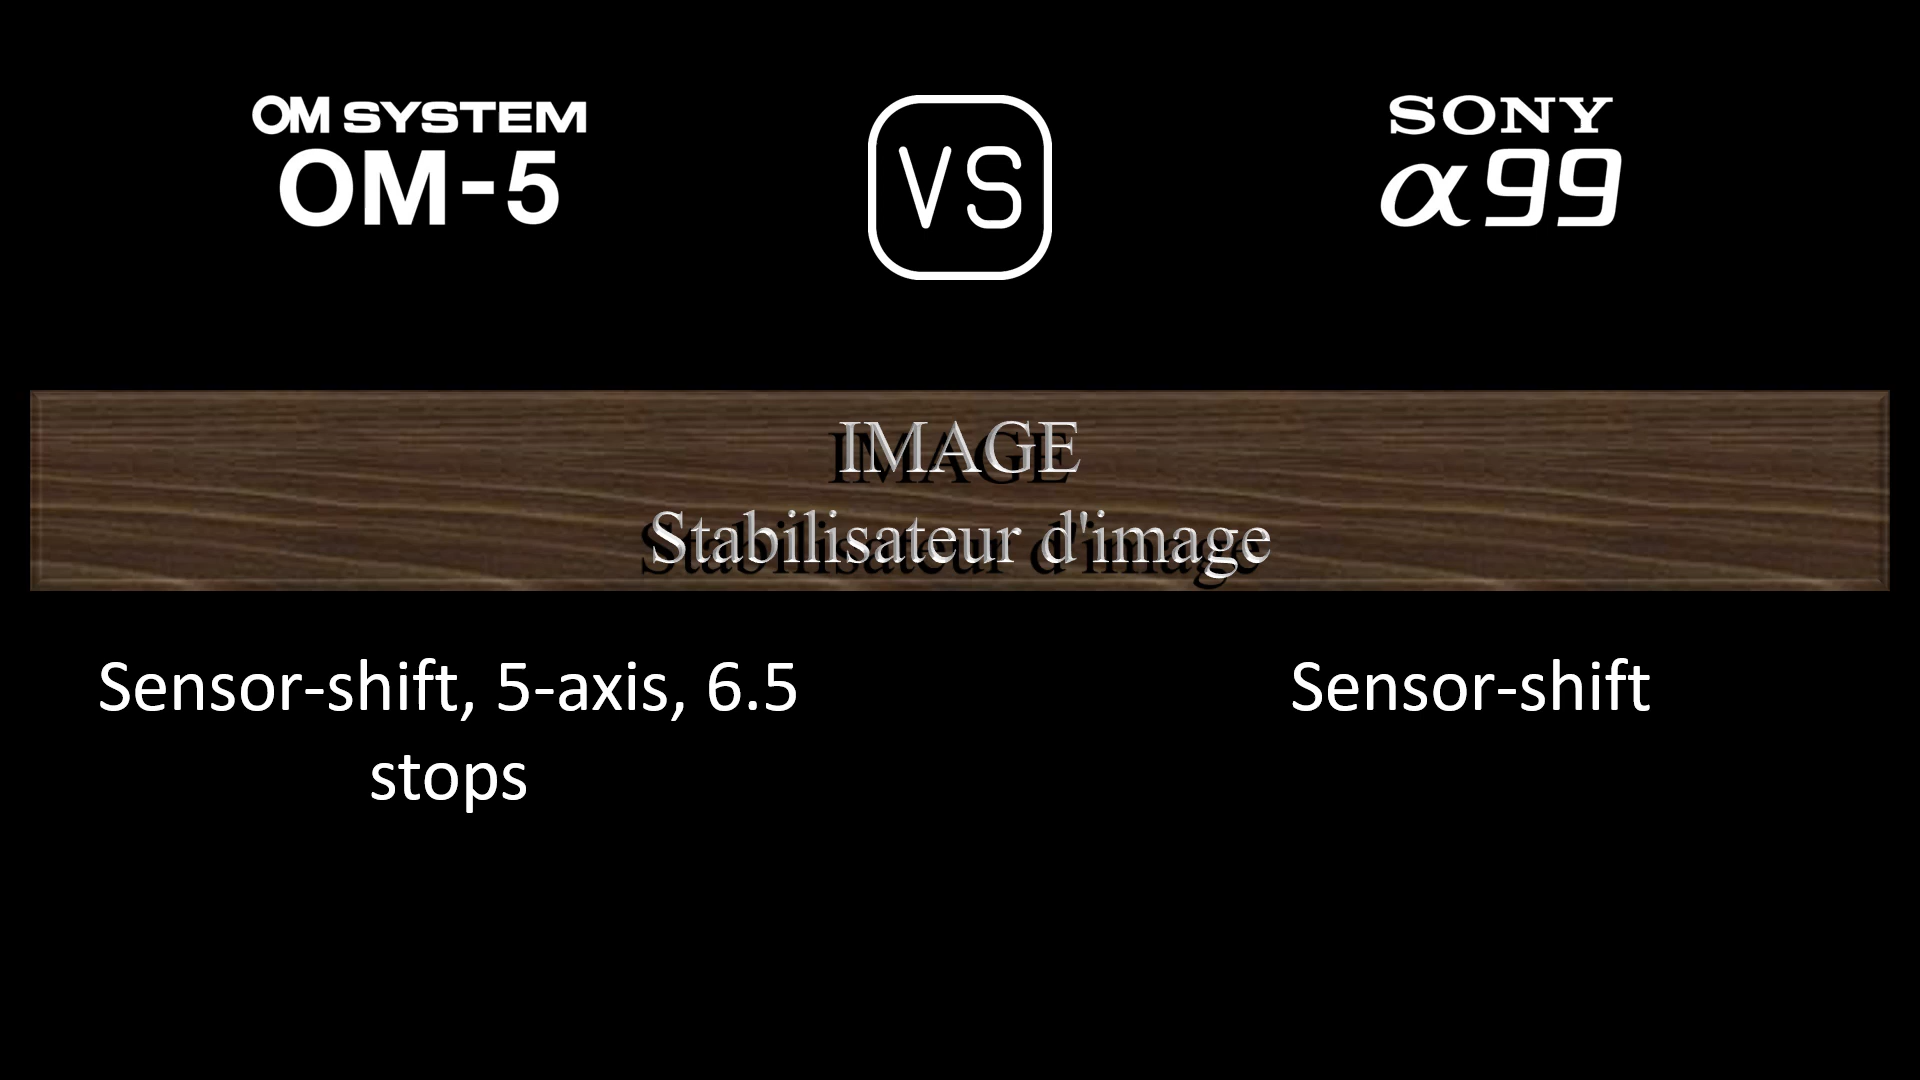 OM SYSTEM
OM-5
VS
SONY
α99
IMAGE
Stabilisateur d'image
Sensor-shift, 5-axis, 6.5
stops
Sensor-shift